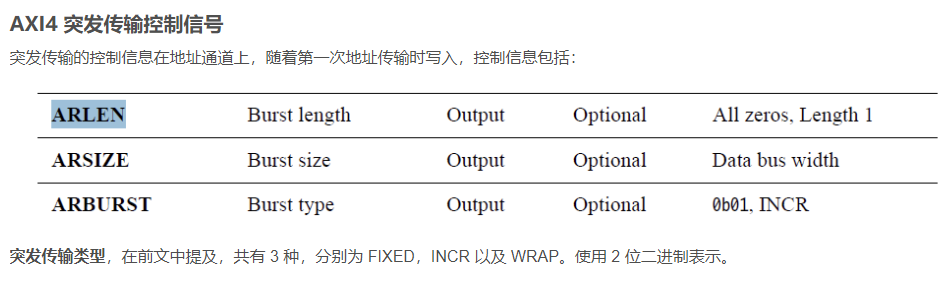 AXI4 突发传输控制信号
突发传输的控制信息在地址通道上，随着第一次地址传输时写入，控制信息包括：
ARLEN Burst length Output Optional All zeros, Length 1
ARSIZE Burst size Output Optional Data bus width
ARBURST Burst type Output Optional 0b01, INCR
突发传输类型，在前文中提及，共有 3 种，分别为 FIXED，INCR 以及 WRAP。使用 2 位二进制表示。